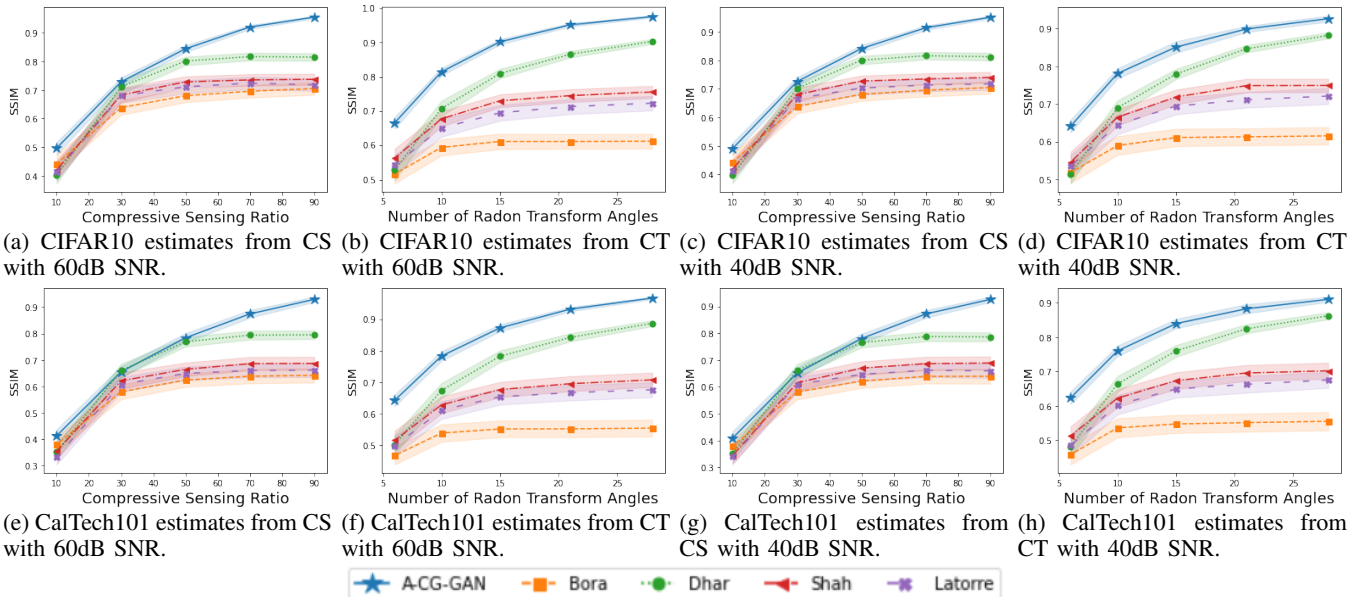 SSIM
0.9
0.8
0.7
0.6
0.5
0.4
10 20 30 40 50 60 70 80 90
Compressive Sensing Ratio
(a) CIFAR10 estimates from CS
with 60dB SNR.
SSIM
1.0
0.9
0.8
0.7
0.6
0.5
5 10 15 20 25
Number of Radon Transform Angles
(b) CIFAR10 estimates from CT
with 60dB SNR.
SSIM
0.9
0.8
0.7
0.6
0.5
0.4
10 20 30 40 50 60 70 80 90
Compressive Sensing Ratio
(c) CIFAR10 estimates from CS
with 40dB SNR.
SSIM
0.9
0.8
0.7
0.6
0.5
5 10 15 20 25
Number of Radon Transform Angles
(d) CIFAR10 estimates from CT
with 40dB SNR.
SSIM
0.9
0.8
0.7
0.6
0.5
0.4
0.3
10 20 30 40 50 60 70 80 90
Compressive Sensing Ratio
(e) CalTech101 estimates from CS
with 60dB SNR.
SSIM
0.9
0.8
0.7
0.6
0.5
5 10 15 20 25
Number of Radon Transform Angles
(f) CalTech101 estimates from CT
with 60dB SNR.
SSIM
0.9
0.8
0.7
0.6
0.5
0.4
0.3
10 20 30 40 50 60 70 80 90
Compressive Sensing Ratio
(g) CalTech101 estimates from
CS with 40dB SNR.
SSIM
0.9
0.8
0.7
0.6
0.5
5 10 15 20 25
Number of Radon Transform Angles
(h) CalTech101 estimates from
CT with 40dB SNR.
A-CG-GAN Bora Dhar Shah Latorre